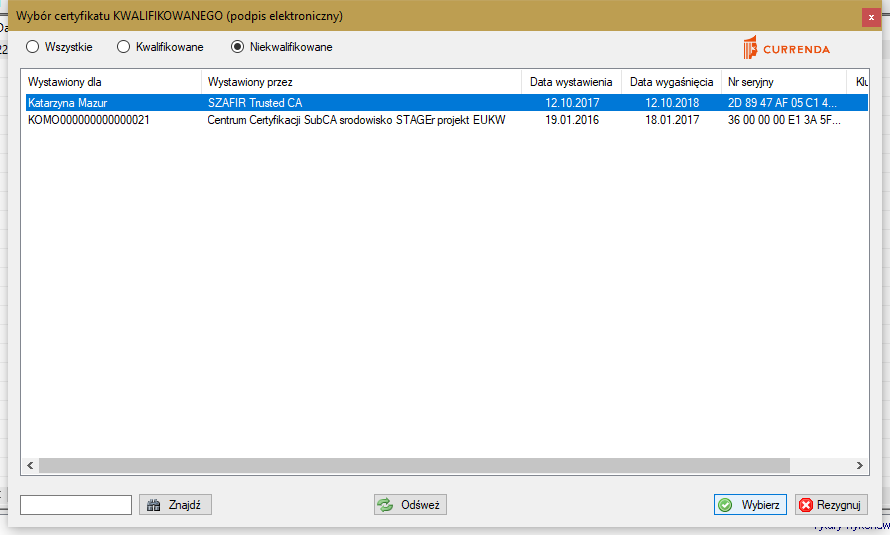 Wybór certyfikatu KWALIFIKOWANEGO (podpis elektroniczny)
Wszystkie Kwalifikowane Niekwalifikowane CURRENDA
Wystawiony dla Wystawiony przez Data wystawienia Data wygaśnięcia Nr seryjny Klu
Katarzyna Mazur SZAFIR Trusted CA 12.10.2017 12.10.2018 2D 89 47 AF 05 C1 4...
KOMO000000000000021 Centrum Certyfikacji SubCA srodowisko STAGEr projekt EUKW 19.01.2016 18.01.2017 36 00 00 00 E1 3A 5F...
Znajdź Odśwież Wybierz Rezygnuj